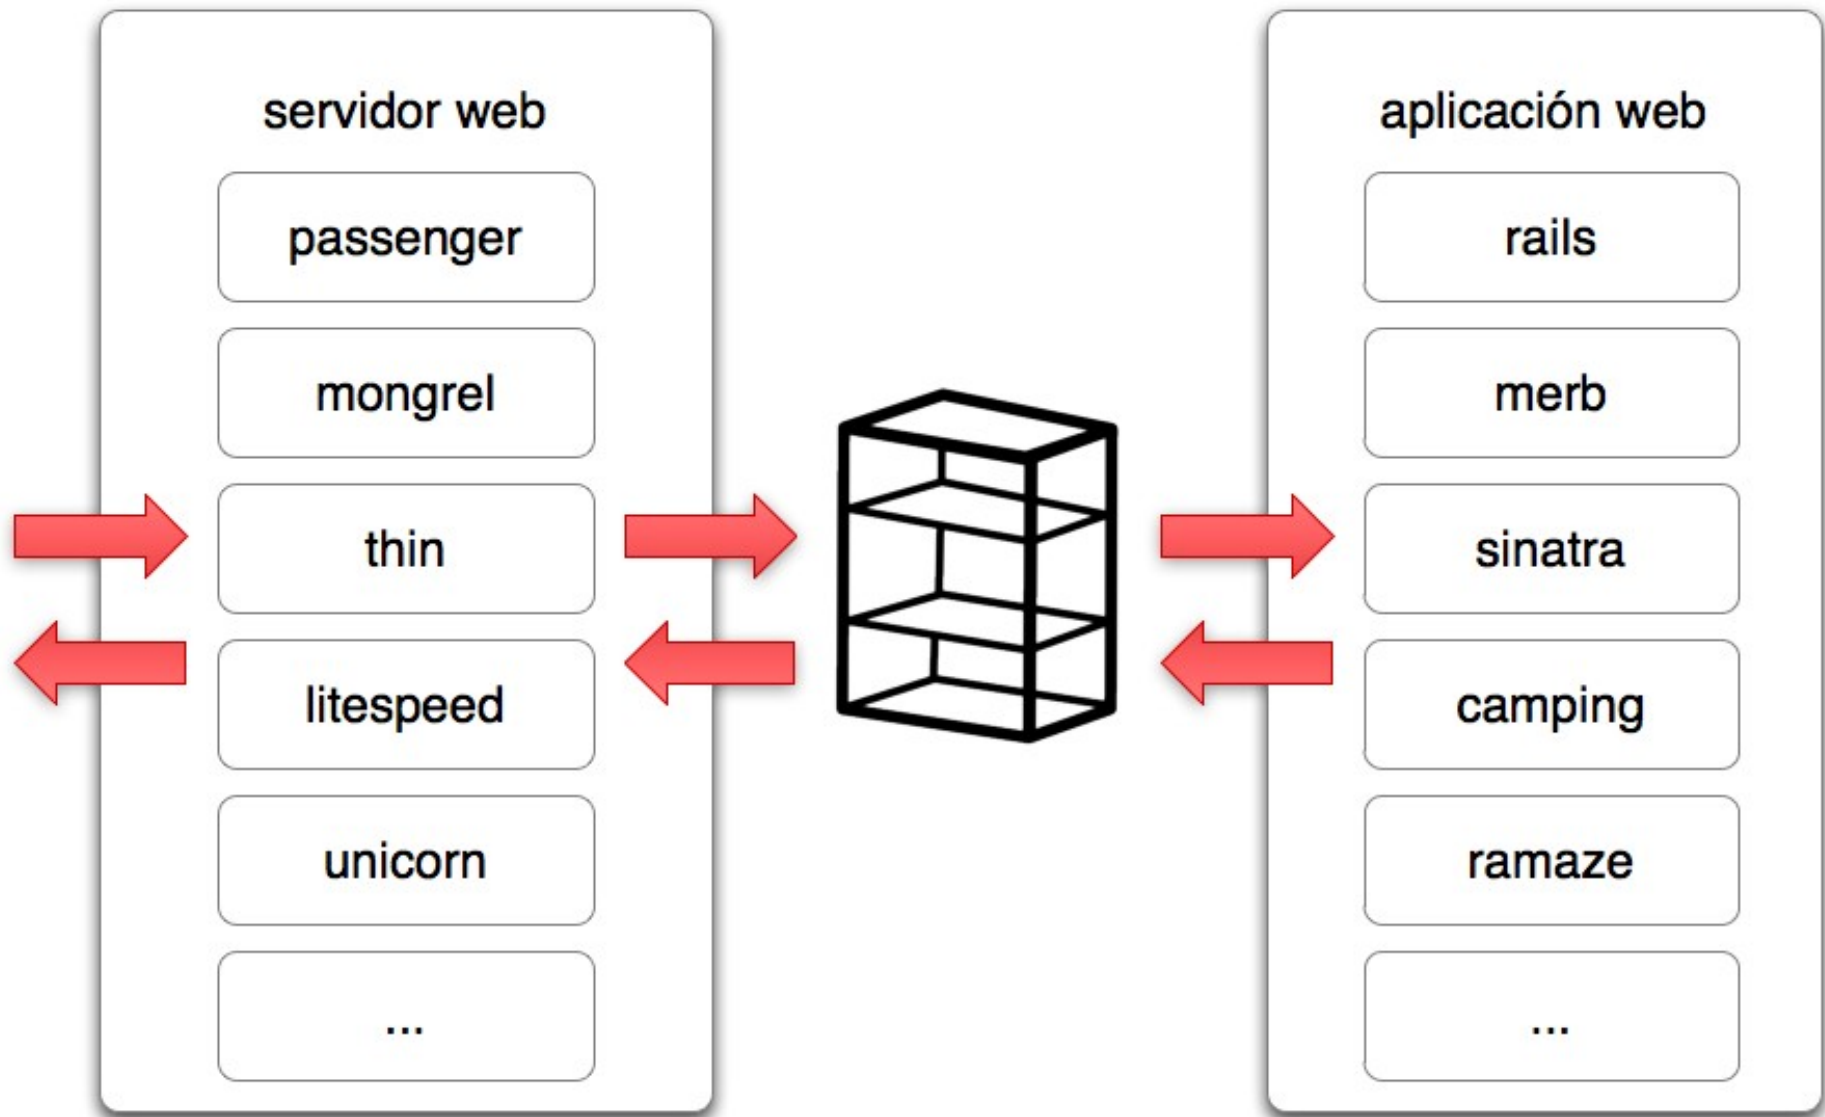 servidor web
passenger
mongrel
thin
litespeed
unicorn
...
aplicación web
rails
merb
sinatra
camping
ramaze
...